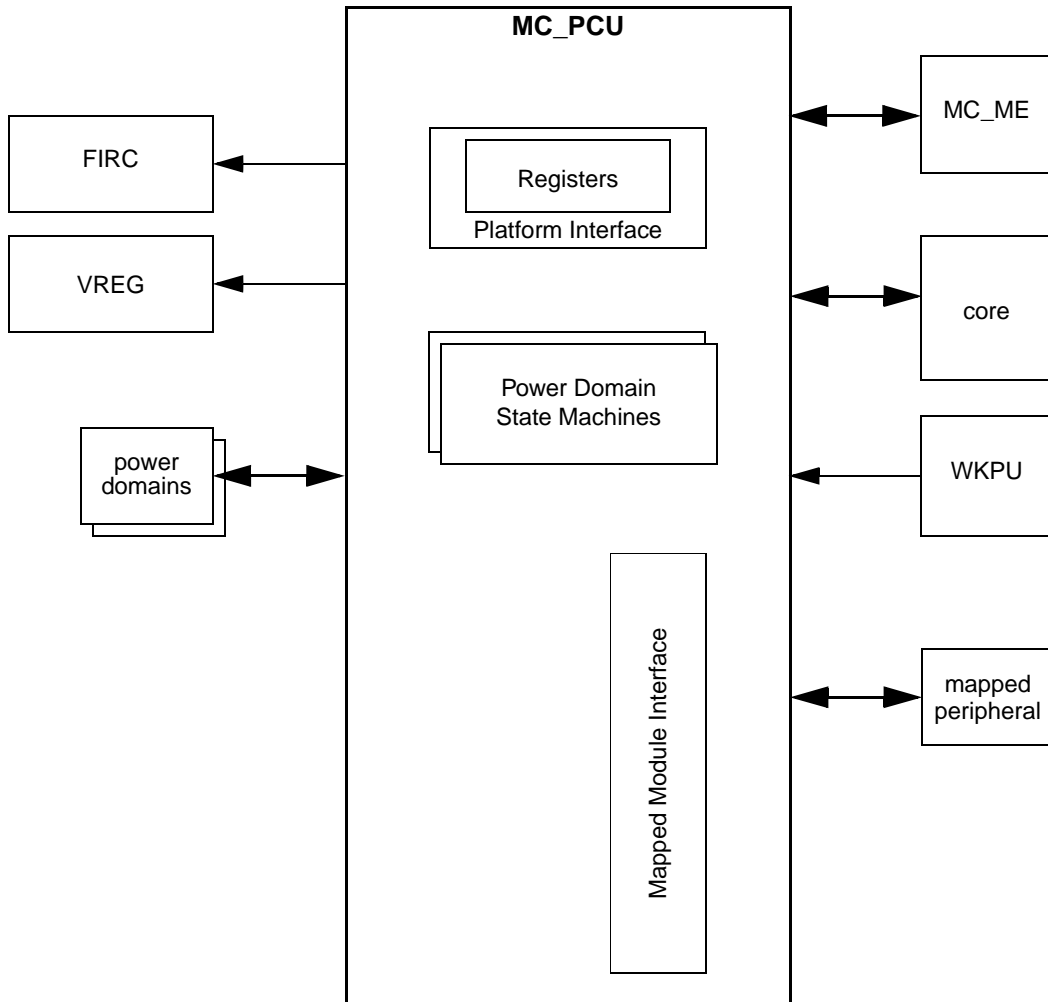 MC_PCU
FIRC
VREG
power
domains
Registers
Platform Interface
Power Domain
State Machines
Mapped Module Interface
MC_ME
core
WKPU
mapped
peripheral